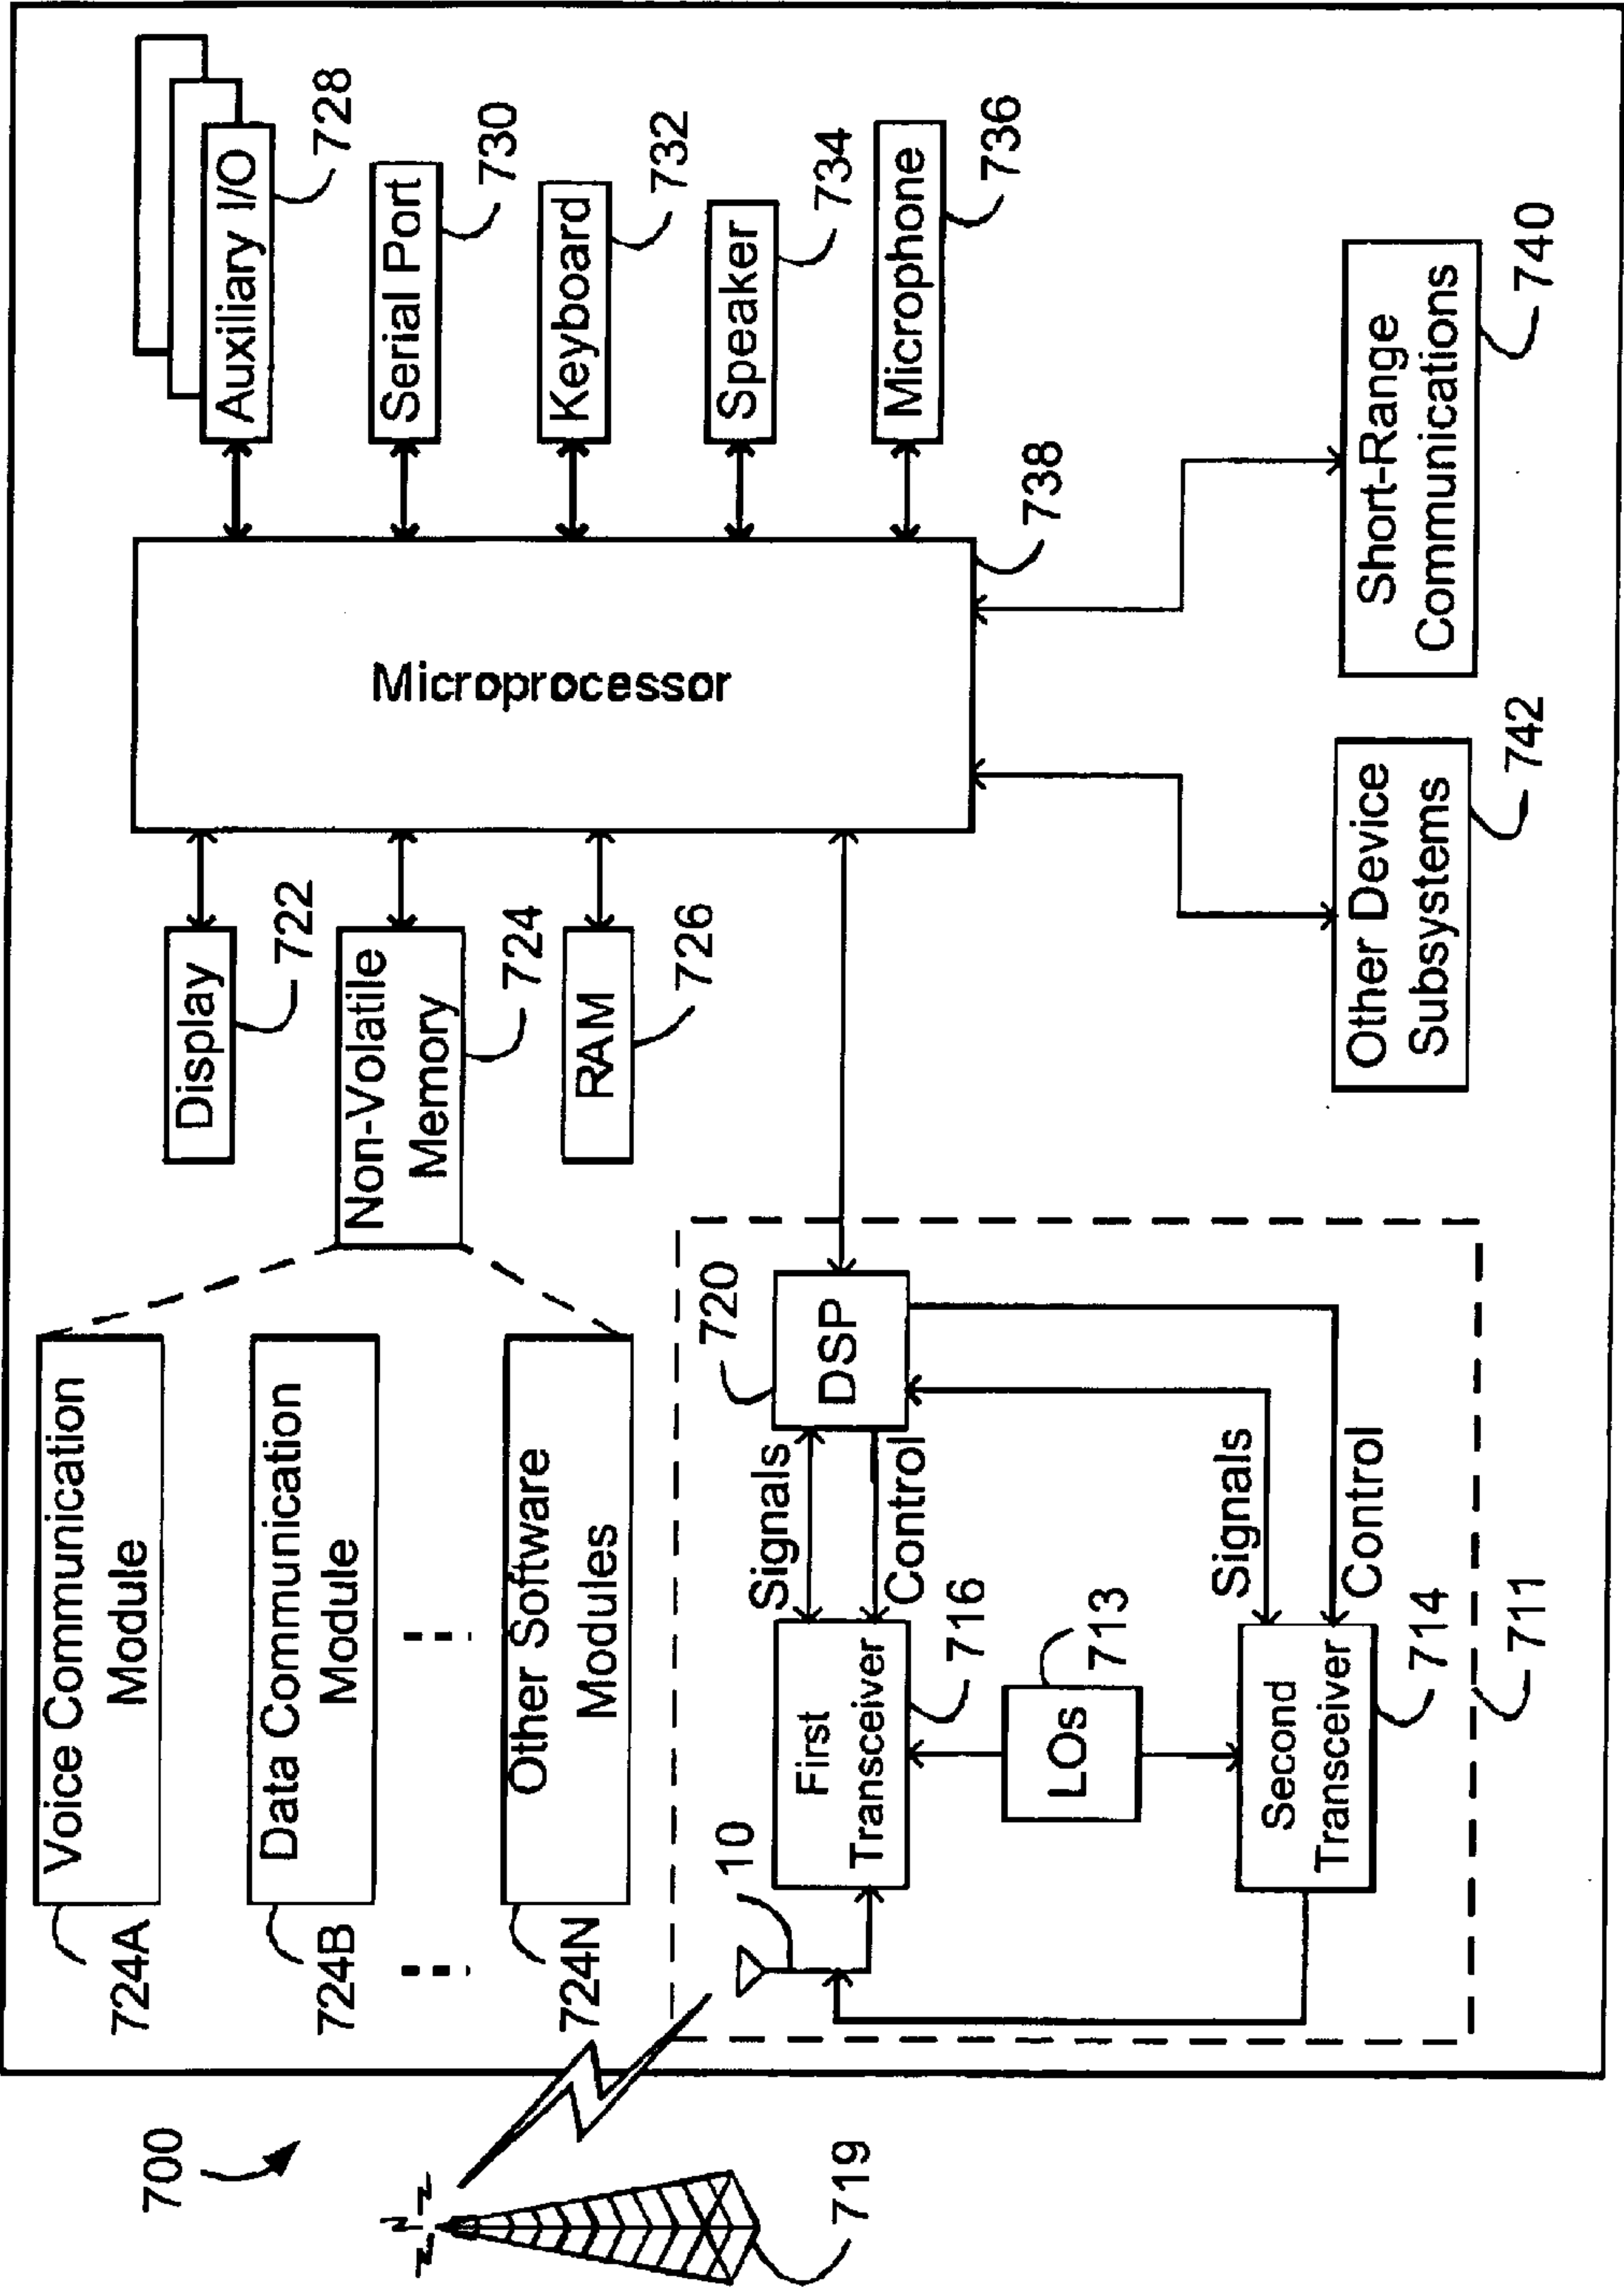 700
719
724A
Voice Communication
Module
724B
Data Communication
Module
724N
Other Software
Modules
Display
722
Non-Volatile
Memory
724
RAM
726
Microprocessor
738
Auxiliary I/O
728
Serial Port
730
Keyboard
732
Speaker
734
Microphone
736
10
First
Transceiver
716
Signals
Control
720
DSP
LOs
713
Second
Transceiver
714
Signals
Control
711
Other Device
Subsystems
742
Short-Range
Communications
740